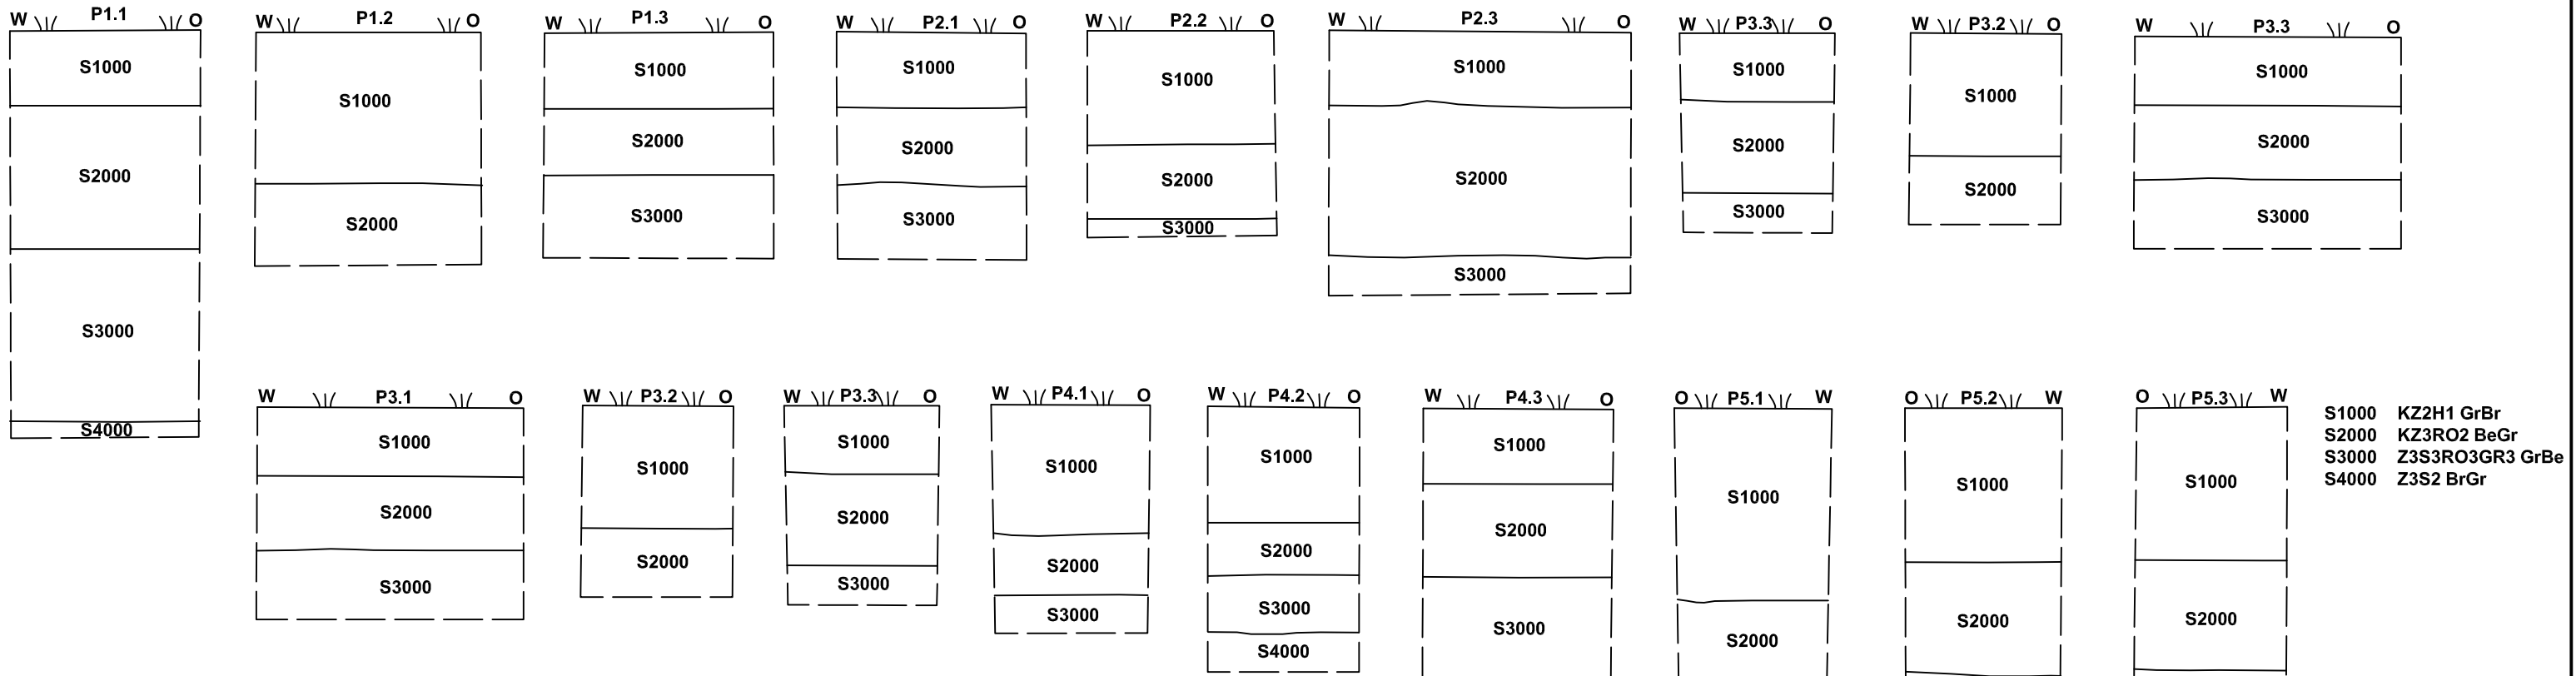 W P1.1 O
S1000
S2000
S3000
S4000
W P1.2 O
S1000
S2000
W P1.3 O
S1000
S2000
S3000
W P2.1 O
S1000
S2000
S3000
W P2.2 O
S1000
S2000
S3000
W P2.3 O
S1000
S2000
S3000
W P3.3 O
S1000
S2000
S3000
W P3.2 O
S1000
S2000
W P3.3 O
S1000
S2000
S3000
W P3.1 O
S1000
S2000
S3000
W P3.2 O
S1000
S2000
W P3.3 O
S1000
S2000
S3000
W P4.1 O
S1000
S2000
S3000
W P4.2 O
S1000
S2000
S3000
S4000
W P4.3 O
S1000
S2000
S3000
O P5.1 W
S1000
S2000
O P5.2 W
S1000
S2000
O P5.3 W
S1000
S2000
S1000 KZ2H1 GrBr
S2000 KZ3RO2 BeGr
S3000 Z3S3RO3GR3 GrBe
S4000 Z3S2 BrGr